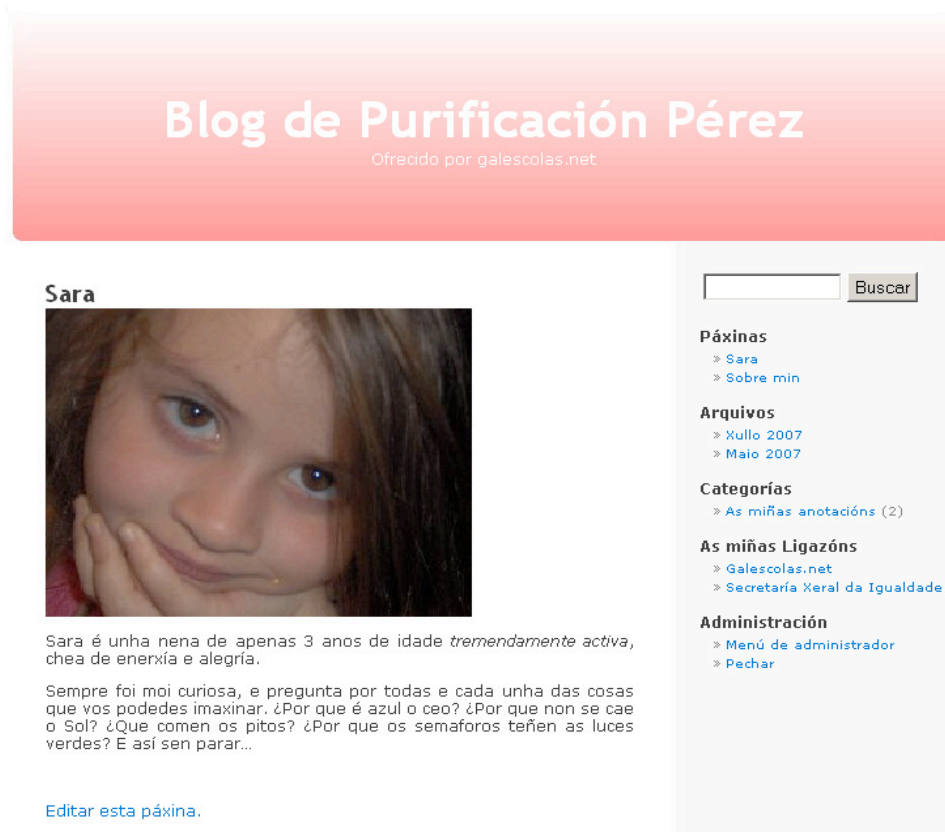 Blog de Purificación Pérez
Ofrecido por galescolas.net
Sara
Sara é unha nena de apenas 3 anos de idade tremendamente activa,
chea de enerxía e alegría.
Sempre foi moi curiosa, e pregunta por todas e cada unha das cosas
que vos podedes imaxinar. ¿Por que é azul o ceo? ¿Por que non se cae
o Sol? ¿Que comen os pitos? ¿Por que os semaforos teñen as luces
verdes? E así sen parar...
Editar esta páxina.
Buscar
Páxinas
» Sara
» Sobre min
Arquivos
» Xullo 2007
» Maio 2007
Categorías
» As miñas anotacións (2)
As miñas Ligazóns
» Galescolas.net
» Secretaría Xeral da Igualdade
Administración
» Menú de administrador
» Pechar